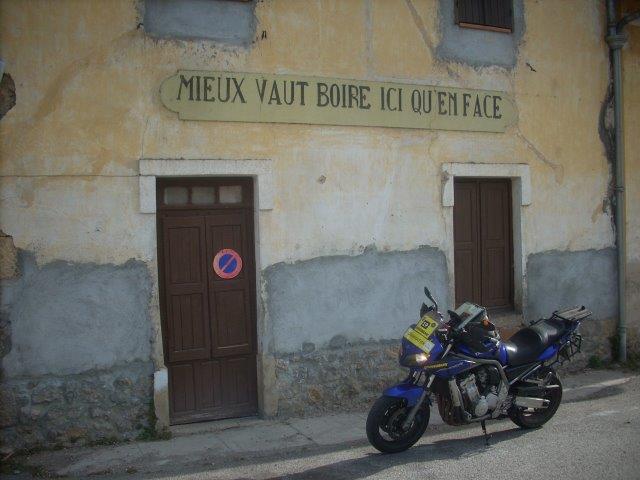 MIEUX VAUT BOIRE ICI QU'EN FACE